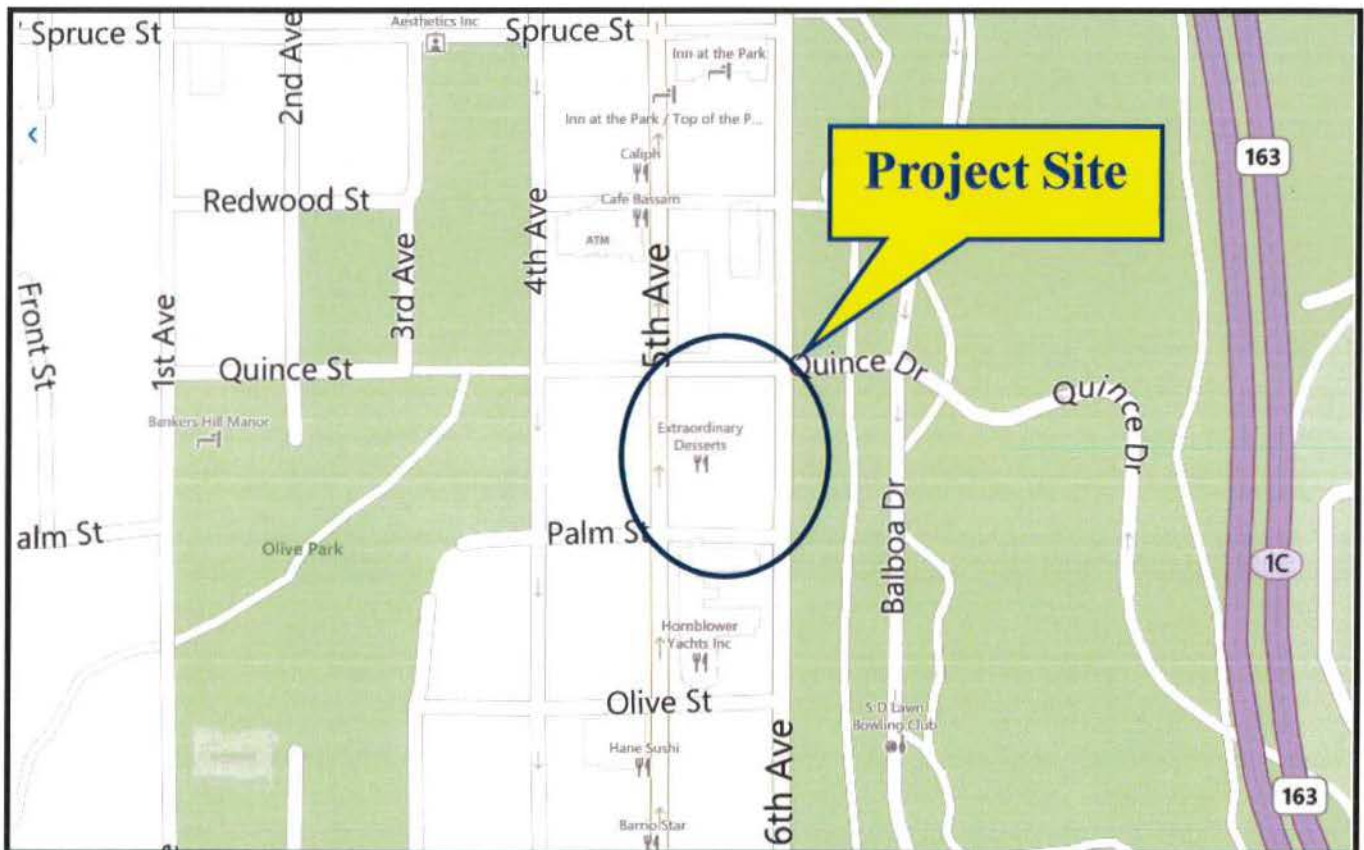 Spruce St
2nd Ave
Aesthetics Inc
Spruce St
Inn at the Park
Inn at the Park / Top of the P...
Caliph
Cafe Bassam
ATM
Project Site
163
Redwood St
3rd Ave
4th Ave
5th Ave
Front St
1st Ave
Quince St
Quince Dr
Quince Dr
Bankers Hill Manor
Extraordinary
Desserts
alm St
Olive Park
Palm St
Balboa Dr
1C
Hornblower
Yachts Inc
Olive St
S D Lawn
Bowling Club
Hane Sushi
6th Ave
163
Barrio Star